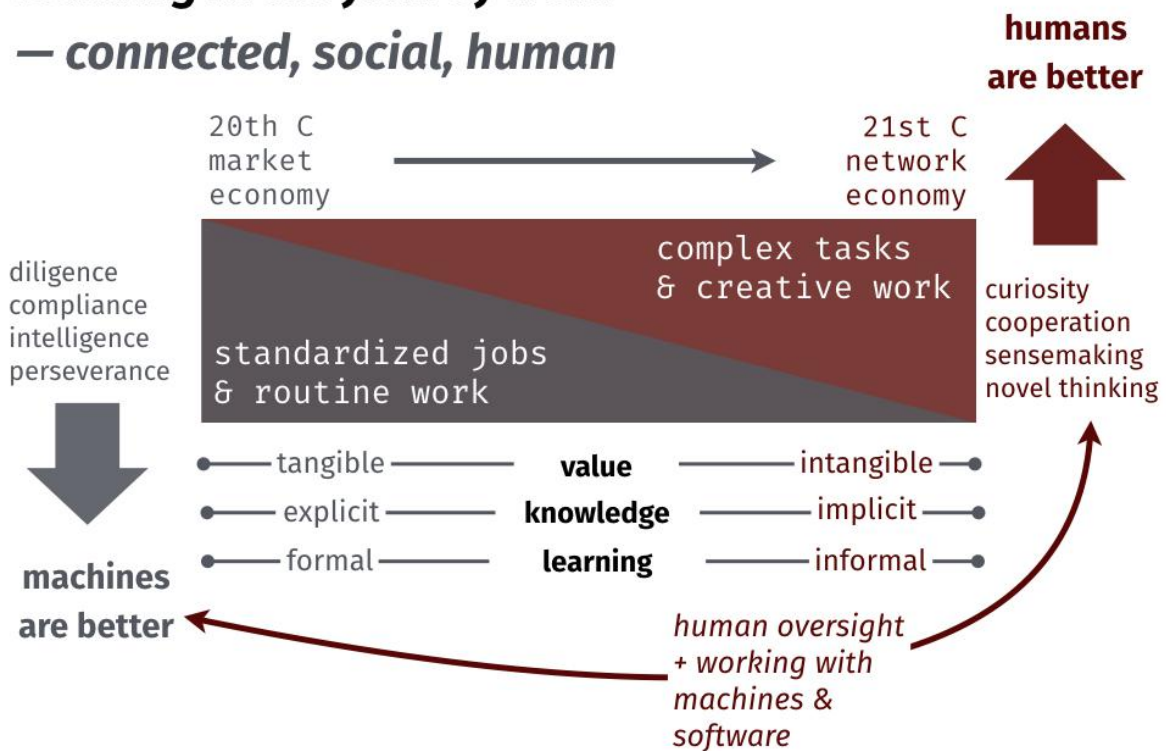 — connected, social, human
humans
are better
20th C
market
economy
21st C
network
economy
complex tasks
& creative work
diligence
compliance
intelligence
perseverance
standardized jobs
& routine work
curiosity
cooperation
sensemaking
novel thinking
tangible value intangible
explicit knowledge implicit
formal learning informal
machines
are better
human oversight
+ working with
machines &
software